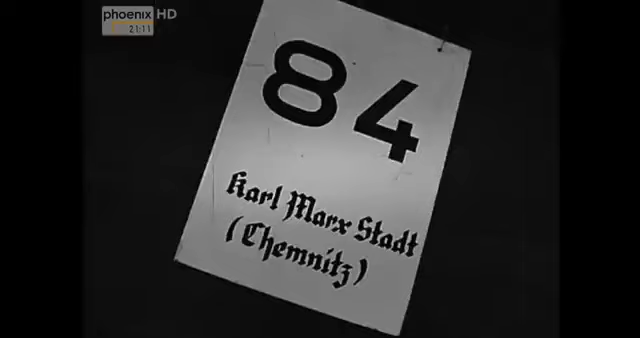 phoenix HD
21:11
84
Karl Marx Stadt
(Chemnitz)